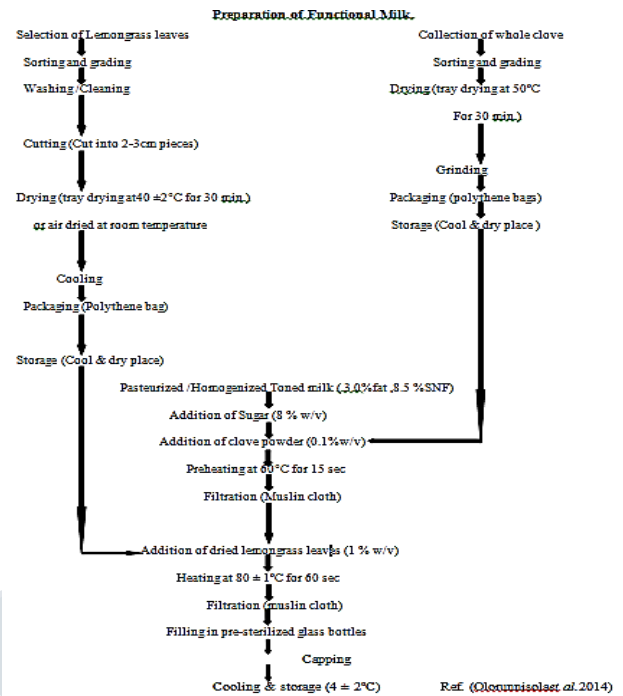 Preparation of Functional Milk.
Selection of Lemongrass leaves
Sorting and grading
Washing/Cleaning
Cutting (Cut into 2-3cm pieces)
Drying (tray drying at 40 ±2°C for 30 min.)
or air dried at room temperature
Cooling
Packaging (Polythene bag)
Storage (Cool & dry place)
Collection of whole clove
Sorting and grading
Drying (tray drying at 50°C
For 30 min.)
Grinding
Packaging (polythene bags)
Storage (Cool & dry place )
Pasteurized /Homogenized Toned milk ( 3.0%fat ,8.5 %SNF)
Addition of Sugar (8 % w/v)
Addition of clove powder (0.1%w/v)
Preheating at 60°C for 15 sec
Filtration (Muslin cloth)
Addition of dried lemongrass leaves (1 % w/v)
Heating at 80 ± 1°C for 60 sec
Filtration (muslin cloth)
Filling in pre-sterilized glass bottles
Capping
Cooling & storage (4 ± 2°C)
Ref. (Olorunnisolaet al.2014)